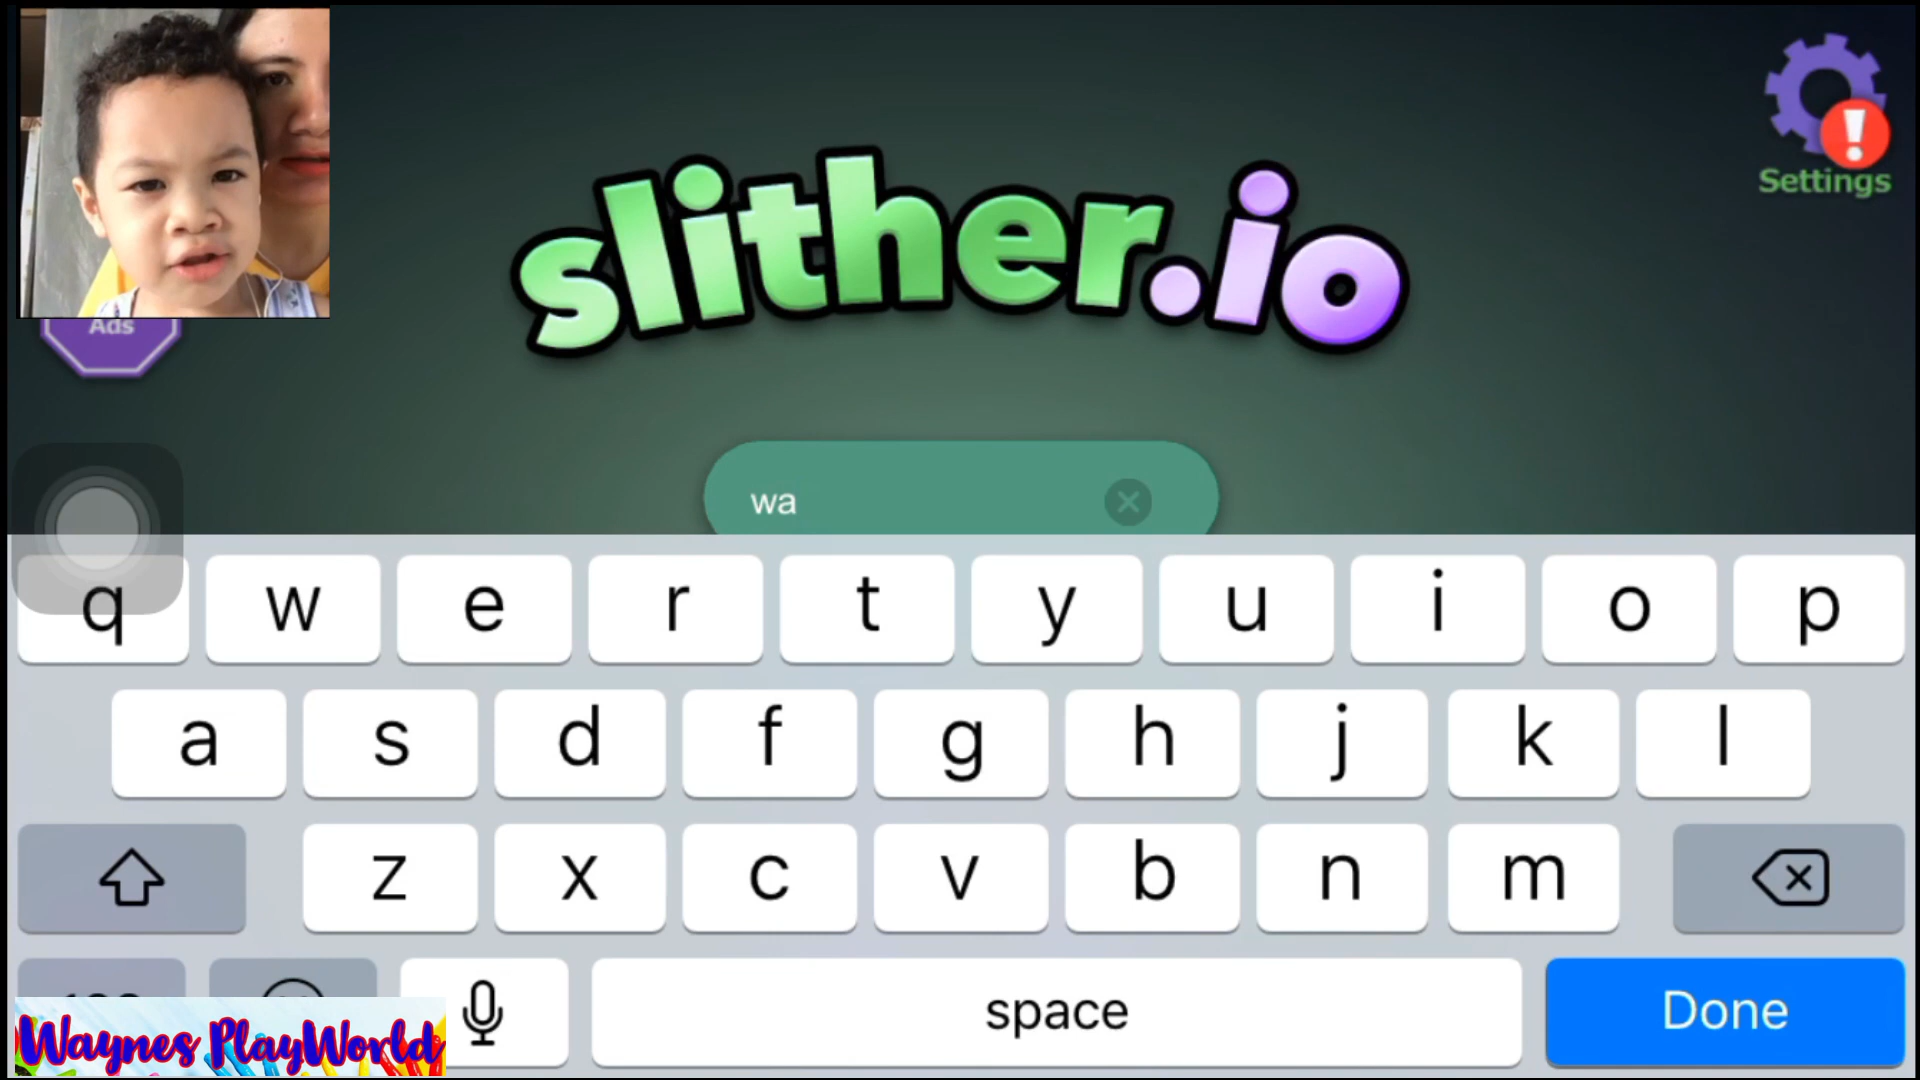 slither.io
Settings
Ads
wa
q w e r t y u i o p
a s d f g h j k l
z x c v b n m
space Done
Waynes PlayWorld